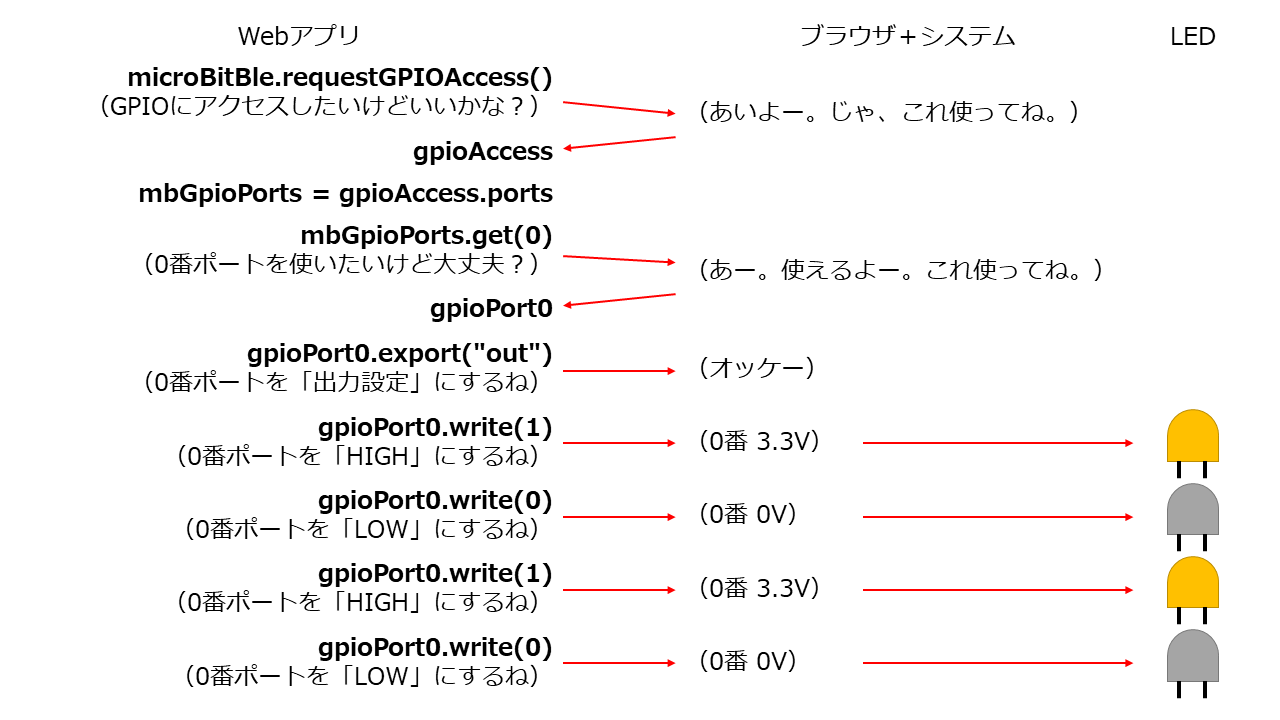 Webアプリ
ブラウザ+システム
LED
microBitBle.requestGPIOAccess()
(GPIOにアクセスしたいけどいいかな?)
(あいよー。じゃ、これ使ってね。)
gpioAccess
mbGpioPorts = gpioAccess.ports
mbGpioPorts.get(0)
(0番ポートを使いたいけど大丈夫?)
(あー。使えるよー。これ使ってね。)
gpioPort0
gpioPort0.export("out")
(0番ポートを「出力設定」にするね)
(オッケー)
gpioPort0.write(1)
(0番ポートを「HIGH」にするね)
(0番 3.3V)
gpioPort0.write(0)
(0番ポートを「LOW」にするね)
(0番 0V)
gpioPort0.write(1)
(0番ポートを「HIGH」にするね)
(0番 3.3V)
gpioPort0.write(0)
(0番ポートを「LOW」にするね)
(0番 0V)